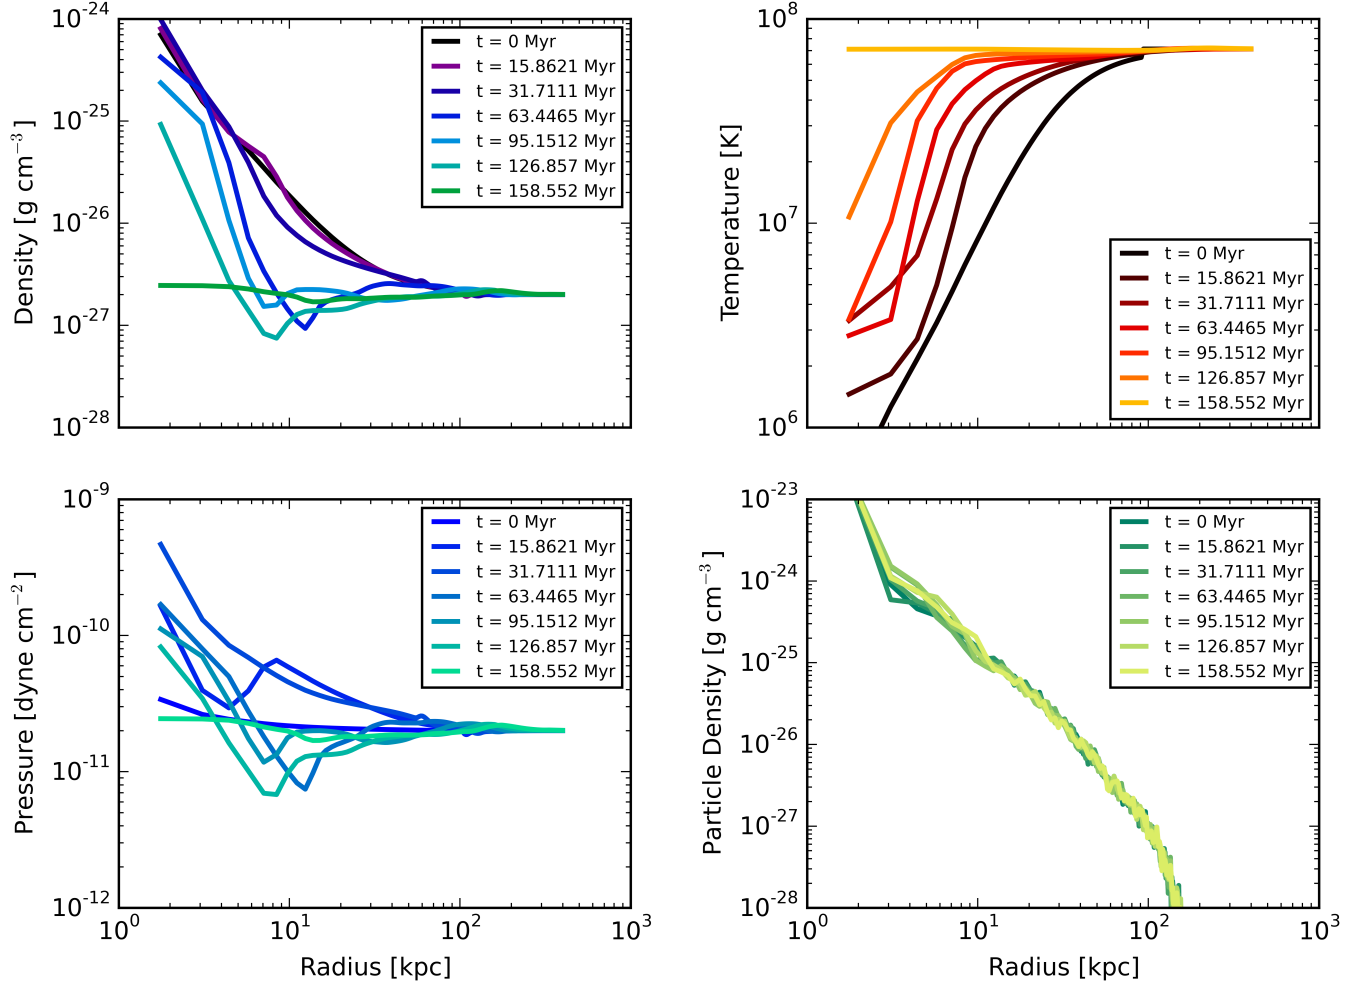 10^-24
10^-25
10^-26
10^-27
10^-28
Density [g cm^−3]
t = 0 Myr
t = 15.8621 Myr
t = 31.7111 Myr
t = 63.4465 Myr
t = 95.1512 Myr
t = 126.857 Myr
t = 158.552 Myr
10^8
10^7
10^6
Temperature [K]
t = 0 Myr
t = 15.8621 Myr
t = 31.7111 Myr
t = 63.4465 Myr
t = 95.1512 Myr
t = 126.857 Myr
t = 158.552 Myr
10^-9
10^-10
10^-11
10^-12
Pressure [dyne cm^−2]
t = 0 Myr
t = 15.8621 Myr
t = 31.7111 Myr
t = 63.4465 Myr
t = 95.1512 Myr
t = 126.857 Myr
t = 158.552 Myr
10^0 10^1 10^2 10^3
Radius [kpc]
10^-23
10^-24
10^-25
10^-26
10^-27
10^-28
Particle Density [g cm^−3]
t = 0 Myr
t = 15.8621 Myr
t = 31.7111 Myr
t = 63.4465 Myr
t = 95.1512 Myr
t = 126.857 Myr
t = 158.552 Myr
10^0 10^1 10^2 10^3
Radius [kpc]